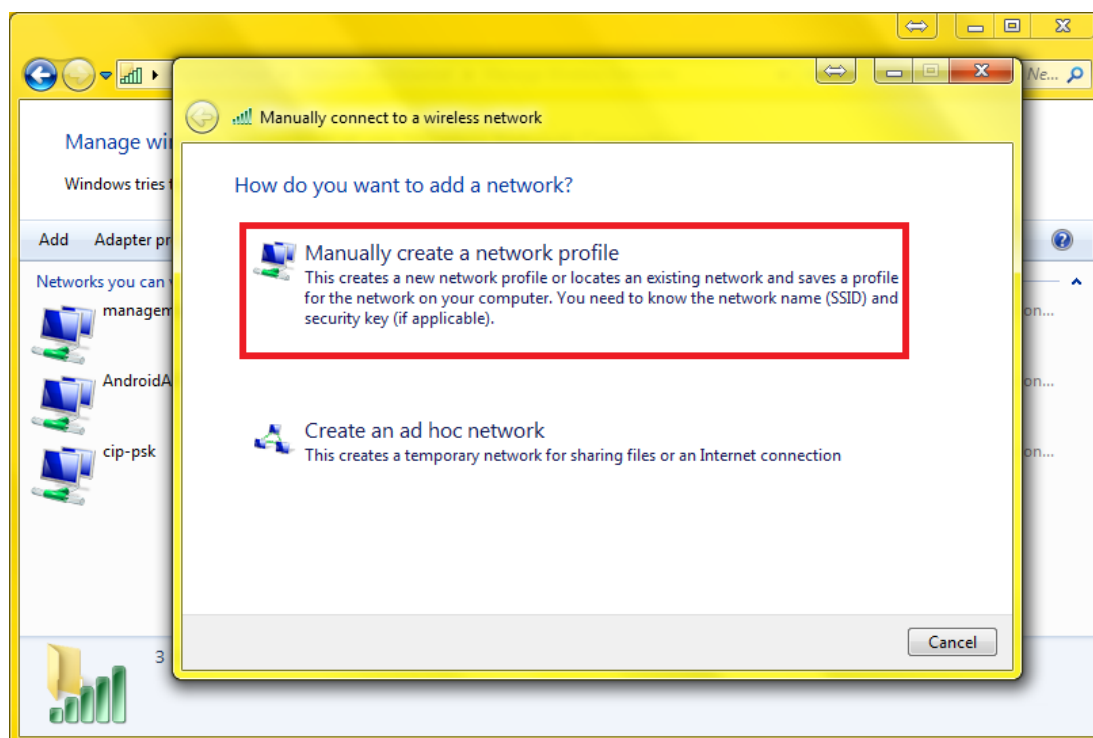 Ne...
Manually connect to a wireless network
Manage wi
Windows tries
How do you want to add a network?
Add Adapter pr
Manually create a network profile
This creates a new network profile or locates an existing network and saves a profile
for the network on your computer. You need to know the network name (SSID) and
security key (if applicable).
Networks you can
managem
on...
AndroidA
on...
Create an ad hoc network
This creates a temporary network for sharing files or an Internet connection
cip-psk
on...
Cancel
3